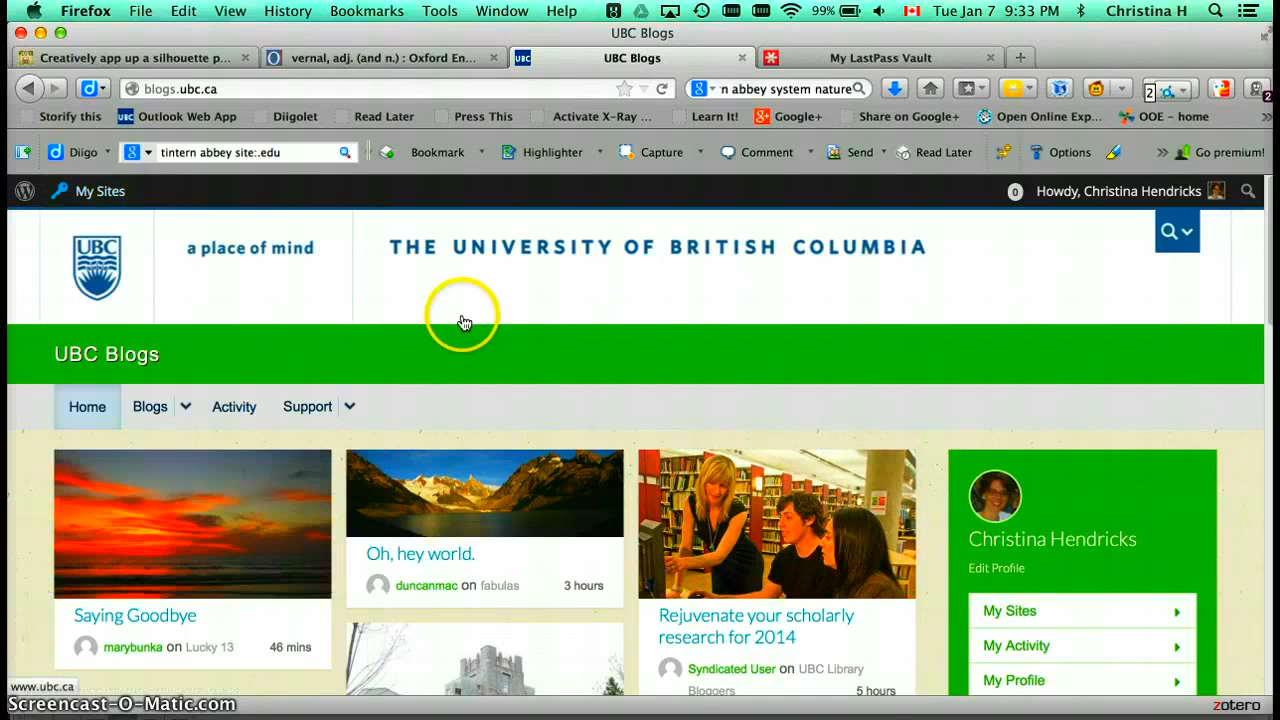 Firefox File Edit View History Bookmarks Tools Window Help 99% Tue Jan 7 9:33 PM Christina H
UBC Blogs
Creatively app up a silhouette p... vernal, adj. (and n.) : Oxford En... UBC UBC Blogs My LastPass Vault
blogs.ubc.ca n abbey system nature 2
Storify this UBC Outlook Web App Diigolet Read Later Press This Activate X-Ray ... Learn It! Google+ Share on Google+ Open Online Exp... OOE - home
Diigo tintern abbey site:.edu Bookmark Highlighter Capture Comment Send Read Later Options Go premium!
My Sites 0 Howdy, Christina Hendricks
UBC a place of mind THE UNIVERSITY OF BRITISH COLUMBIA
UBC Blogs
Home Blogs Activity Support
Saying Goodbye
marybunka on Lucky 13 46 mins
Oh, hey world.
duncanmac on fabulas 3 hours
Rejuvenate your scholarly
research for 2014
Syndicated User on UBC Library
Bloggers 5 hours
Christina Hendricks
Edit Profile
My Sites
My Activity
My Profile
www.ubc.ca
Screencast-O-Matic.com zotero